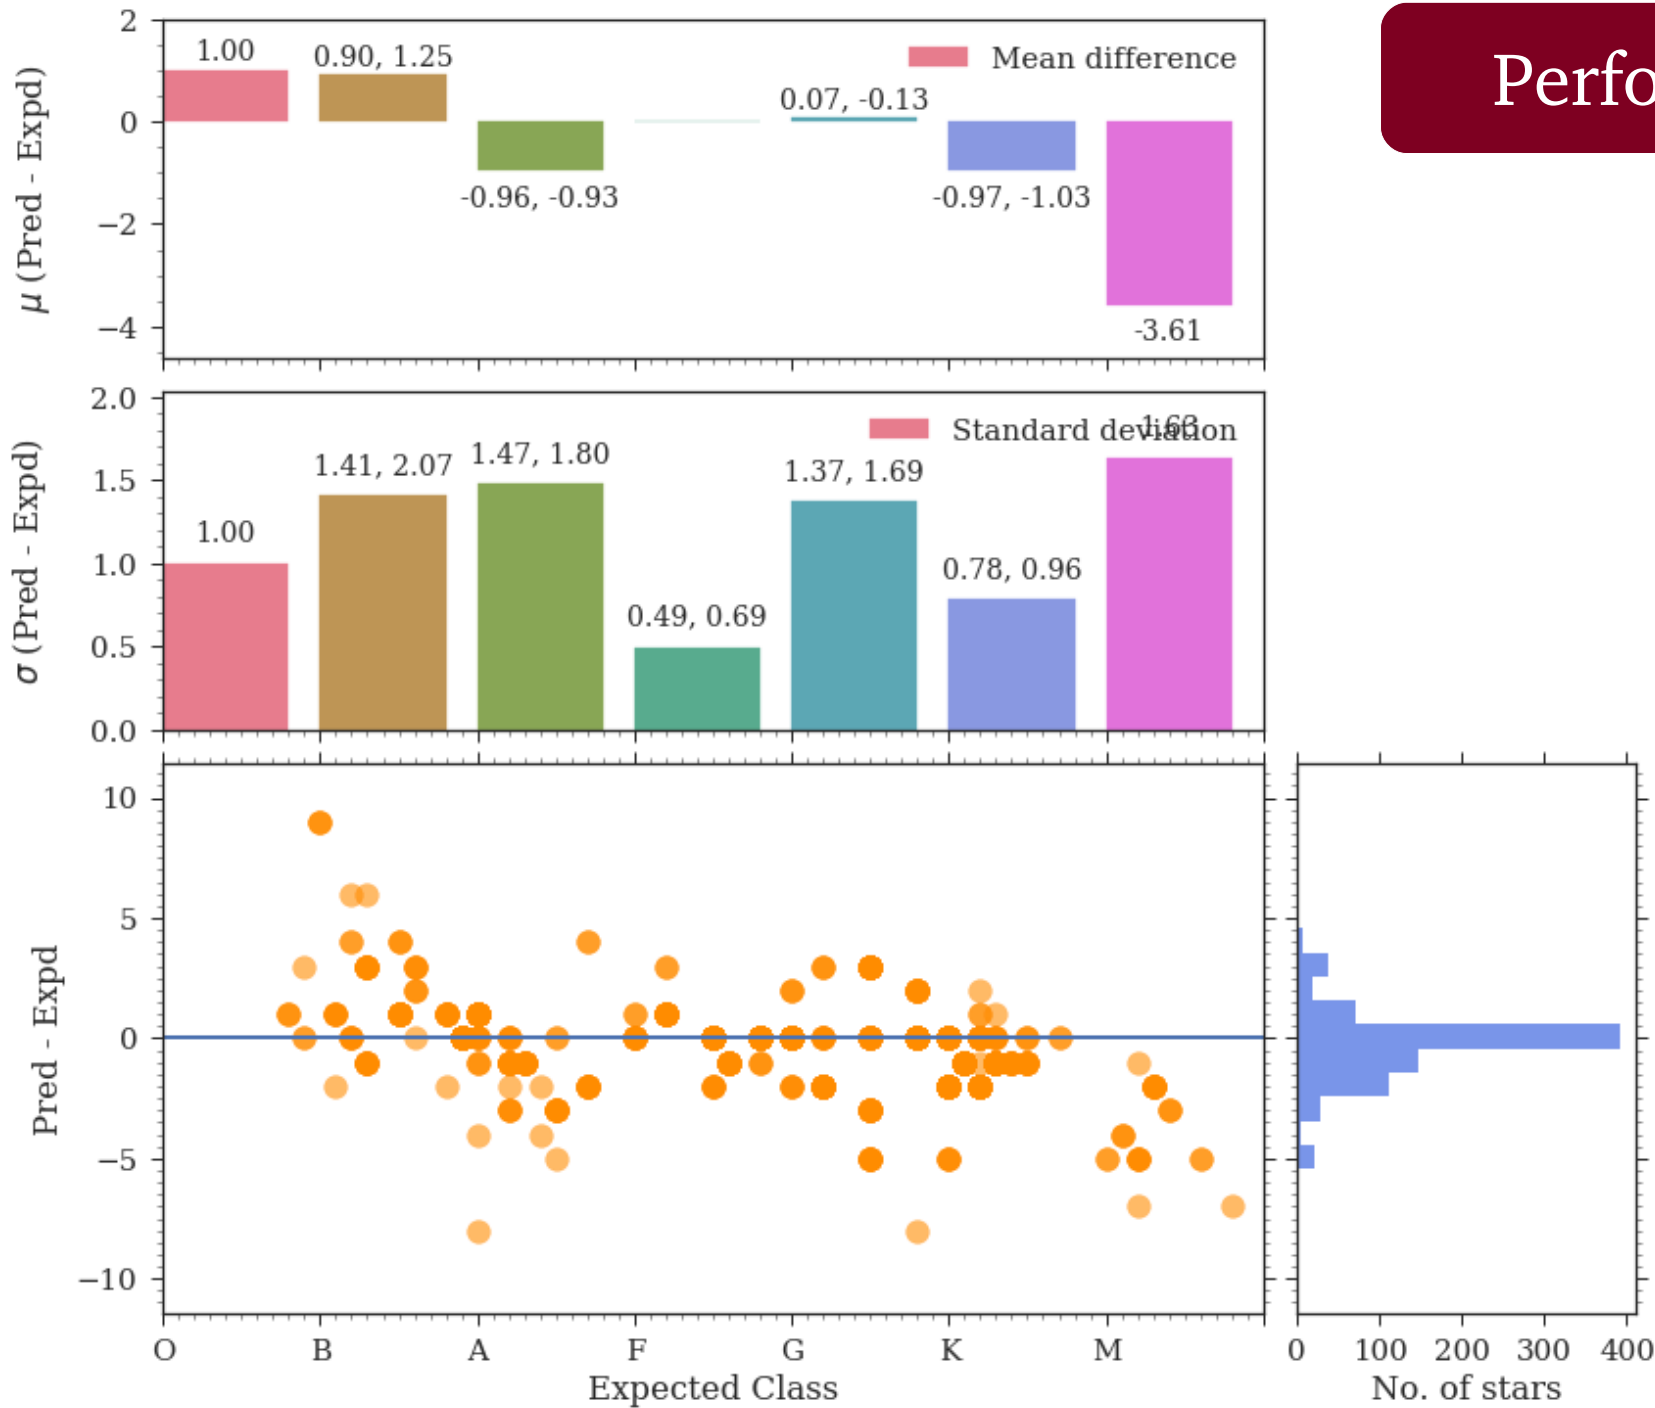 Perfo
μ (Pred - Expd)
2
0
−2
−4
1.00
0.90, 1.25
-0.96, -0.93
0.07, -0.13
-0.97, -1.03
-3.61
Mean difference
σ (Pred - Expd)
2.0
1.5
1.0
0.5
0.0
1.00
1.41, 2.07
1.47, 1.80
0.49, 0.69
1.37, 1.69
0.78, 0.96
1.63
Standard deviation
Pred - Expd
10
5
0
−5
−10
O B A F G K M
Expected Class
0 100 200 300 400
No. of stars